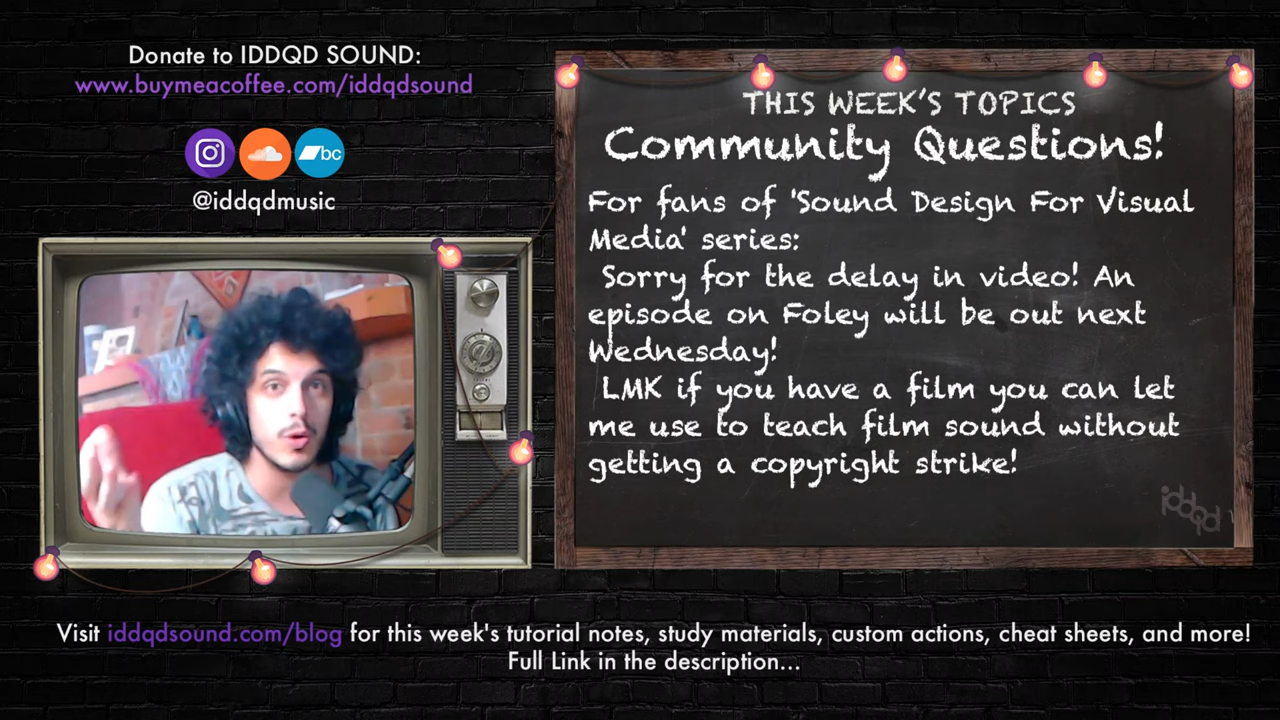 Donate to IDDQD SOUND:
www.buymeacoffee.com/iddqdsound
bc
@iddqdmusic
THIS WEEK'S TOPICS
Community Questions!
For fans of 'Sound Design For Visual
Media' series:
Sorry for the delay in video! An
episode on Foley will be out next
Wednesday!
LMK if you have a film you can let
me use to teach film sound without
getting a copyright strike!
iddqd
Visit iddqdsound.com/blog for this week's tutorial notes, study materials, custom actions, cheat sheets, and more!
Full Link in the description...